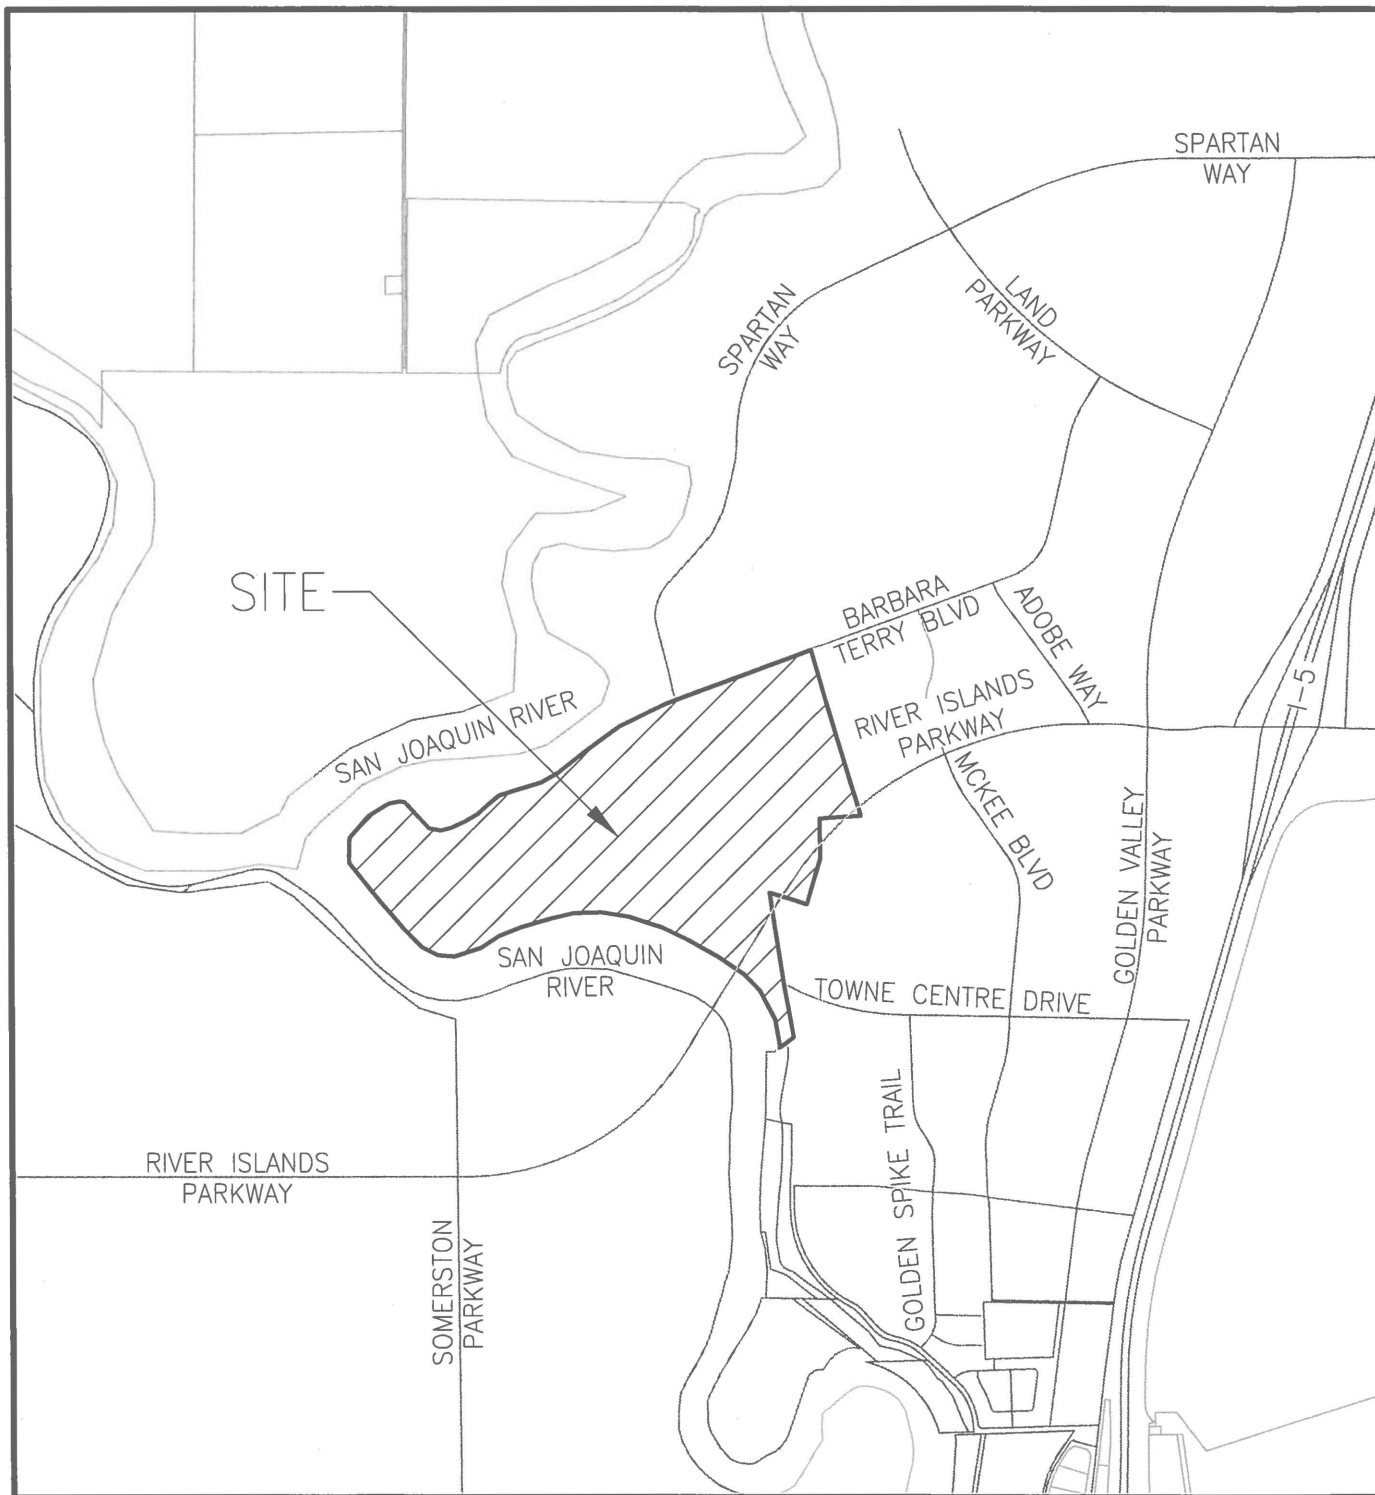 SPARTAN
WAY
LAND
PARKWAY
SPARTAN
WAY
SITE
BARBARA
TERRY BLVD
ADOBE WAY
RIVER ISLANDS
PARKWAY
I-5
SAN JOAQUIN RIVER
MCKEE BLVD
GOLDEN VALLEY
PARKWAY
SAN JOAQUIN
RIVER
TOWNE CENTRE DRIVE
GOLDEN SPIKE TRAIL
RIVER ISLANDS
PARKWAY
SOMERSTON
PARKWAY